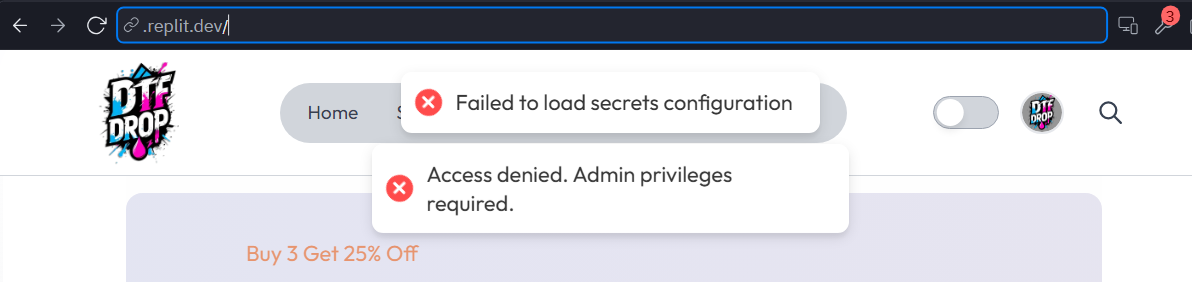 .replit.dev/
3
DTF
DROP
Home
S
Failed to load secrets configuration
DTF
DROP
Access denied. Admin privileges
required.
Buy 3 Get 25% Off